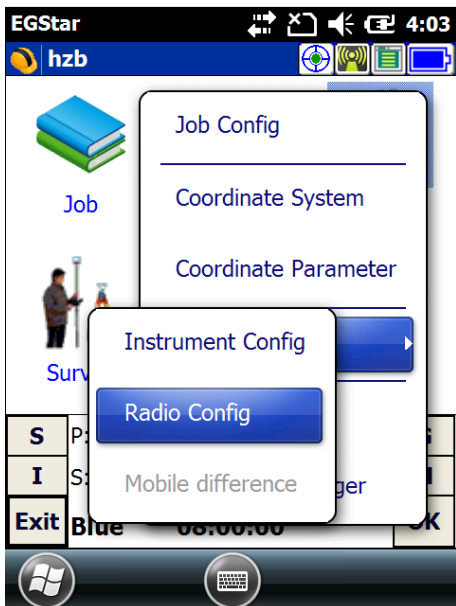 EGStar 4:03
hzb
Job Config
Job
Coordinate System
Coordinate Parameter
Instrument Config
Radio Config
Mobile difference
S P:
I S:
Exit Blue 08:00:00 OK